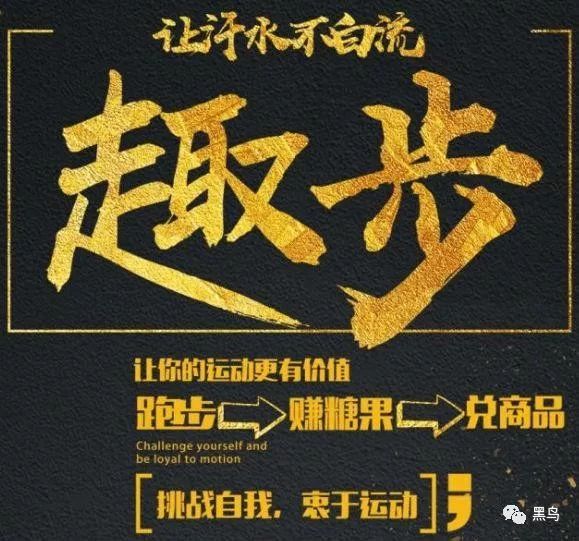 让汗水不白流
趣步
让你的运动更有价值
跑步 赚糖果 兑商品
Challenge yourself and
be loyal to motion
[挑战自我，衷于运动];
黑鸟